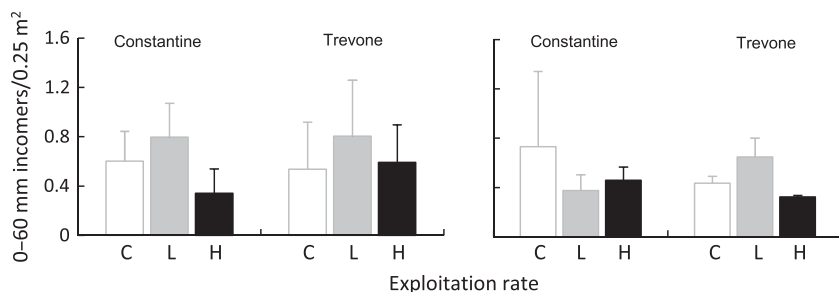 0–60 mm incomers/0.25 m²
1.6
1.2
0.8
0.4
0
Constantine
Trevone
C L H C L H
Constantine
Trevone
C L H C L H
Exploitation rate